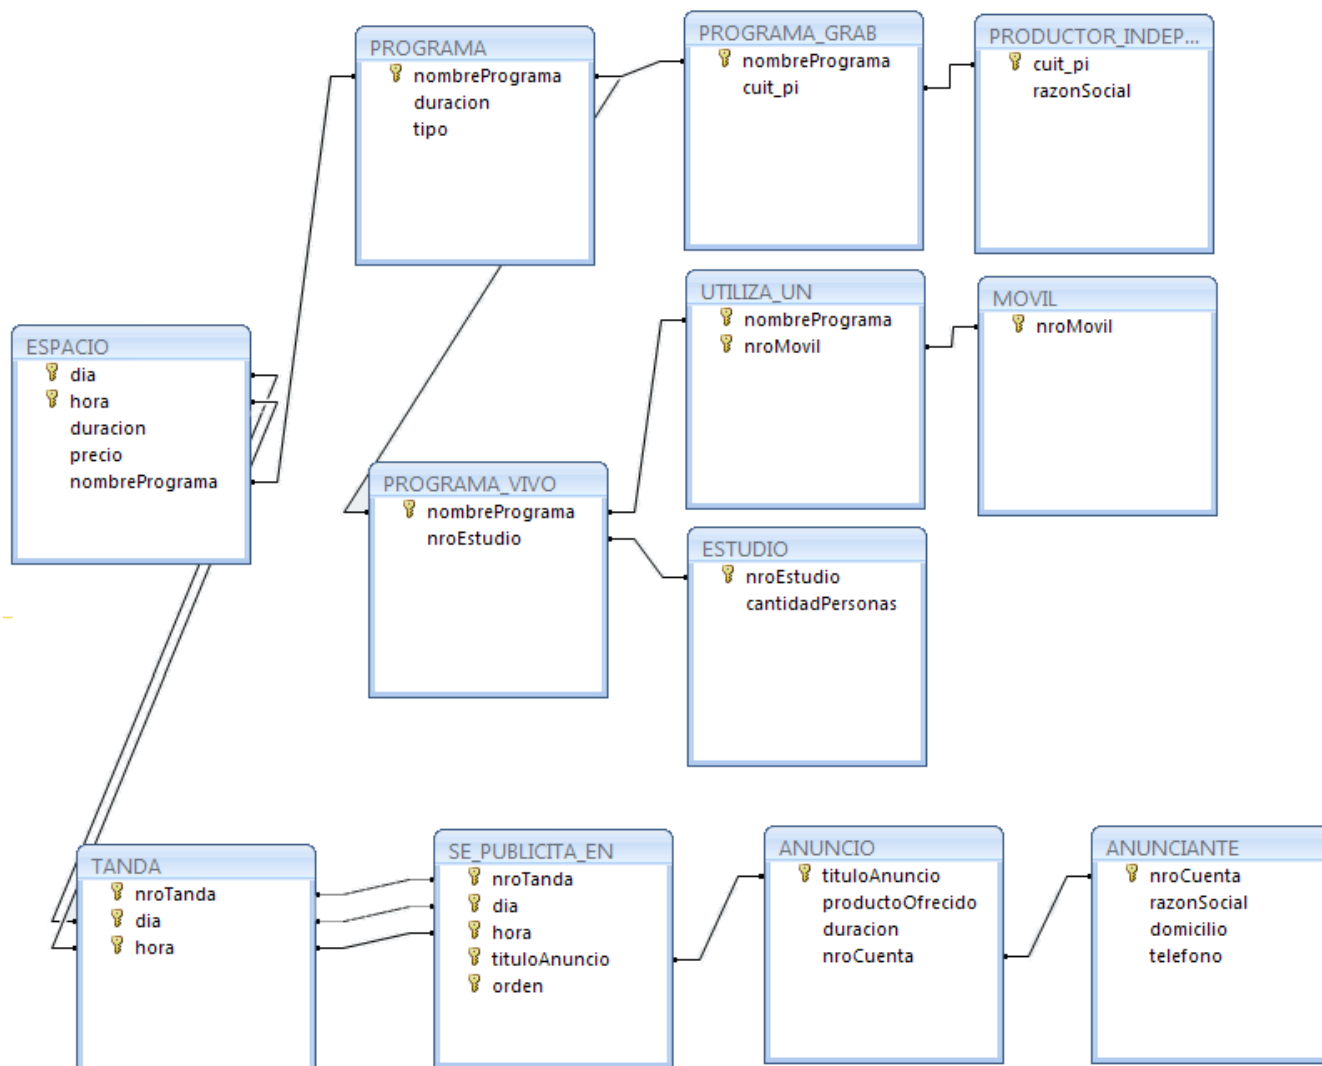 PROGRAMA
nombrePrograma
duracion
tipo
PROGRAMA_GRAB
nombrePrograma
cuit_pi
PRODUCTOR_INDEP...
cuit_pi
razonSocial
UTILIZA_UN
nombrePrograma
nroMovil
MOVIL
nroMovil
ESPACIO
dia
hora
duracion
precio
nombrePrograma
PROGRAMA_VIVO
nombrePrograma
nroEstudio
ESTUDIO
nroEstudio
cantidadPersonas
TANDA
nroTanda
dia
hora
SE_PUBLICITA_EN
nroTanda
dia
hora
tituloAnuncio
orden
ANUNCIO
tituloAnuncio
productoOfrecido
duracion
nroCuenta
ANUNCIANTE
nroCuenta
razonSocial
domicilio
telefono